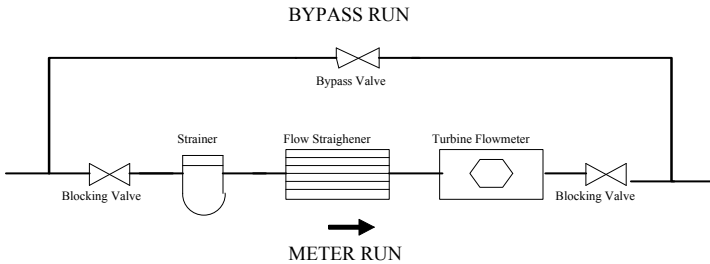 BYPASS RUN
Bypass Valve
Strainer
Flow Straighener
Turbine Flowmeter
Blocking Valve
Blocking Valve
METER RUN